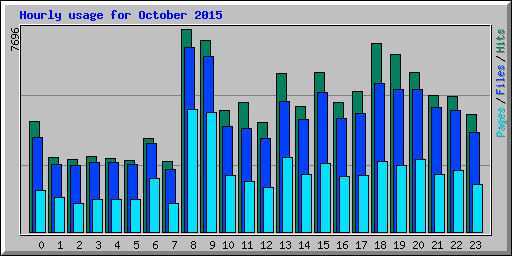 Hourly usage for October 2015
7696
Pages/Files/Hits
0 1 2 3 4 5 6 7 8 9 10 11 12 13 14 15 16 17 18 19 20 21 22 23